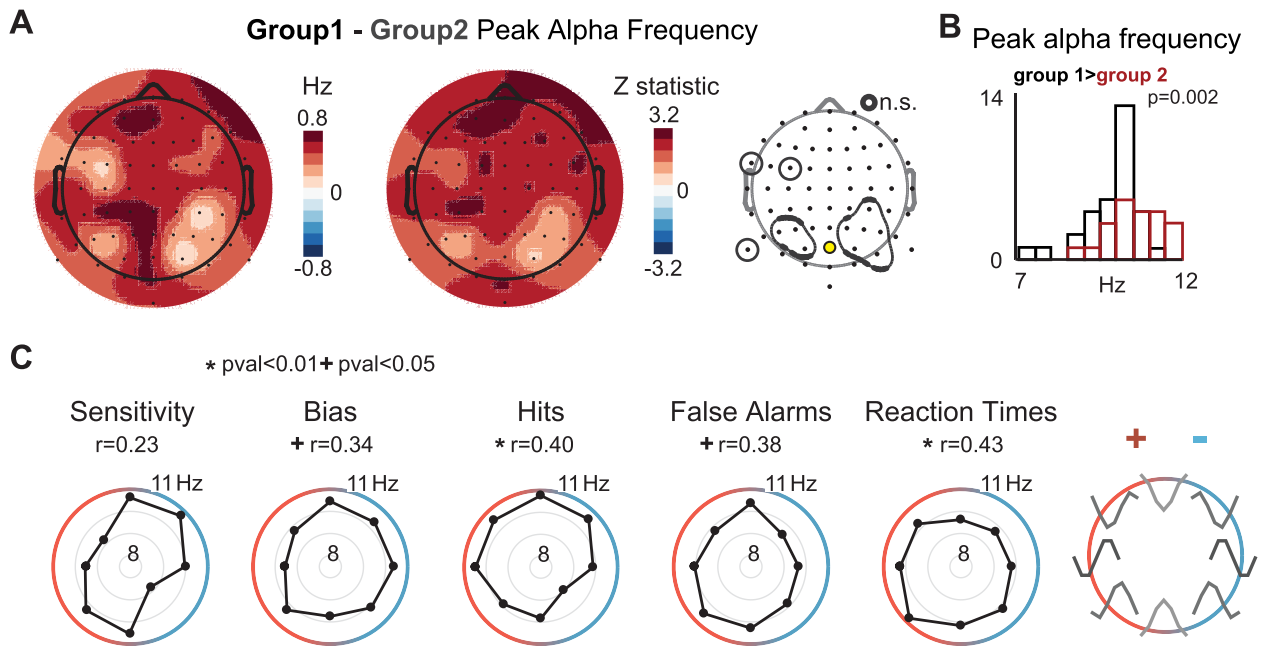 A
Group1 - Group2 Peak Alpha Frequency
Hz
0.8
0
-0.8
Z statistic
3.2
0
-3.2
n.s.
B
Peak alpha frequency
group 1>group 2
p=0.002
14
0
7
Hz
12
C
* pval<0.01+ pval<0.05
Sensitivity
r=0.23
11 Hz
8
Bias
+ r=0.34
11 Hz
8
Hits
* r=0.40
11 Hz
8
False Alarms
+ r=0.38
11 Hz
8
Reaction Times
* r=0.43
11 Hz
8
+ -